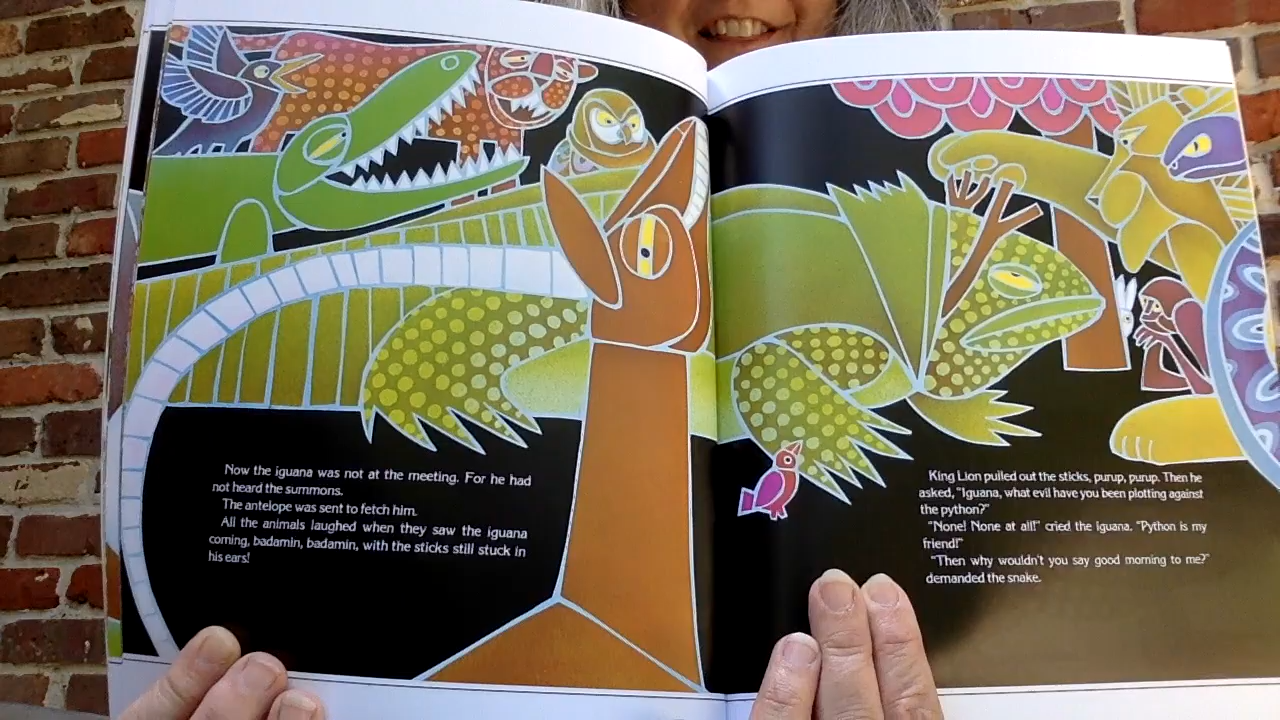 Now the iguana was not at the meeting. For he had
not heard the summons.
The antelope was sent to fetch him.
All the animals laughed when they saw the iguana
coming, badamin, badamin, with the sticks still stuck in
his ears!
King Lion pulled out the sticks, purup, purup. Then he
asked, "Iguana, what evil have you been plotting against
the python?"
"None! None at all!" cried the iguana. "Python is my
friend!"
"Then why wouldn't you say good morning to me?"
demanded the snake.